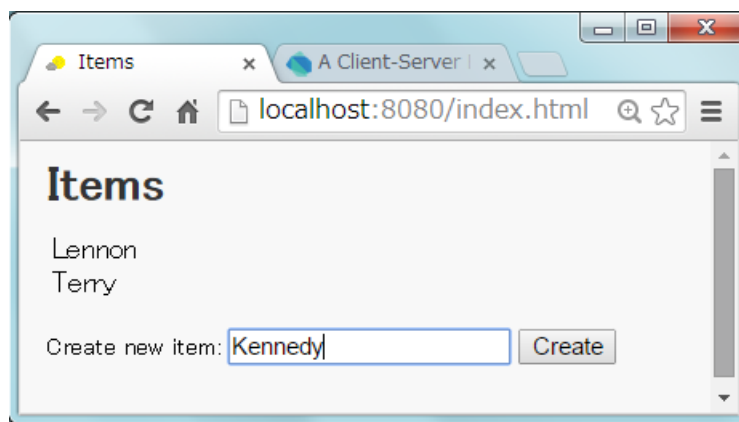 Items
A Client-Server
localhost:8080/index.html
Items
Lennon
Terry
Create new item: Kennedy Create